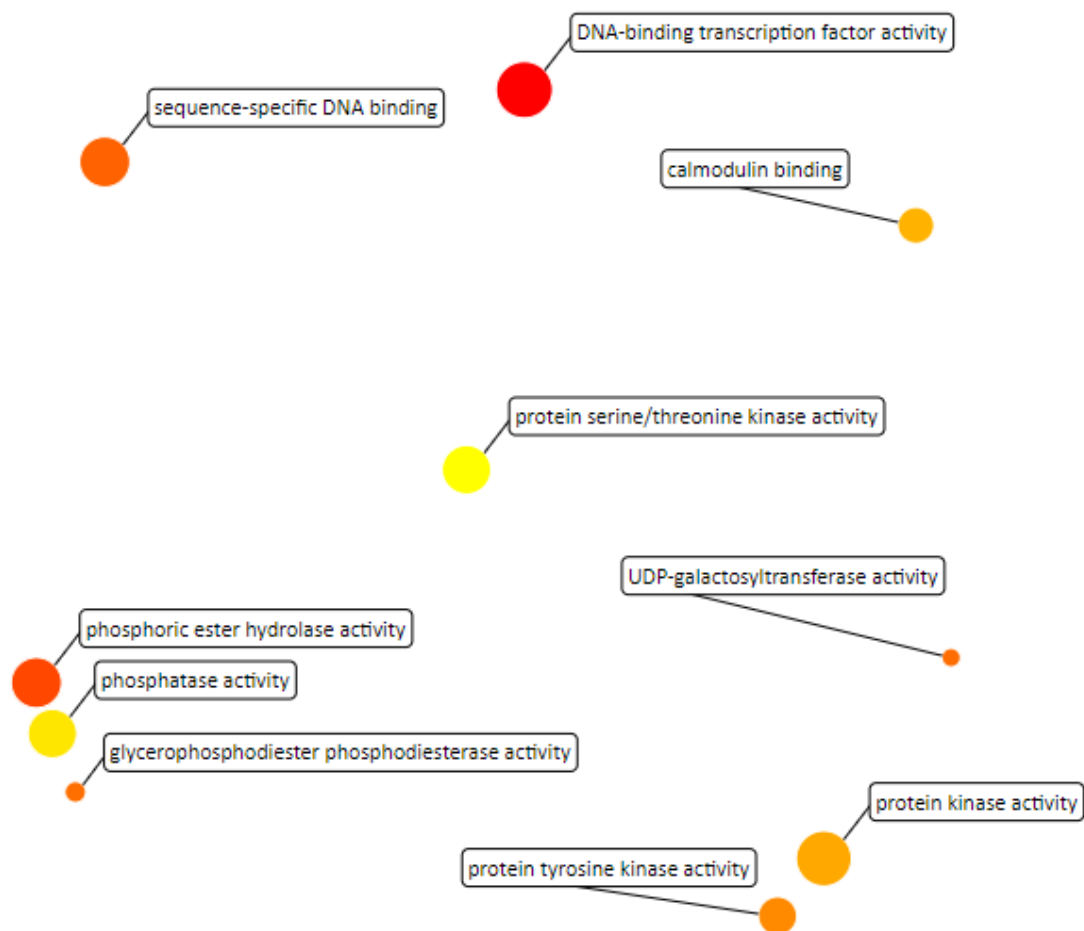 DNA-binding transcription factor activity
sequence-specific DNA binding
calmodulin binding
protein serine/threonine kinase activity
UDP-galactosyltransferase activity
phosphoric ester hydrolase activity
phosphatase activity
glycerophosphodiester phosphodiesterase activity
protein kinase activity
protein tyrosine kinase activity